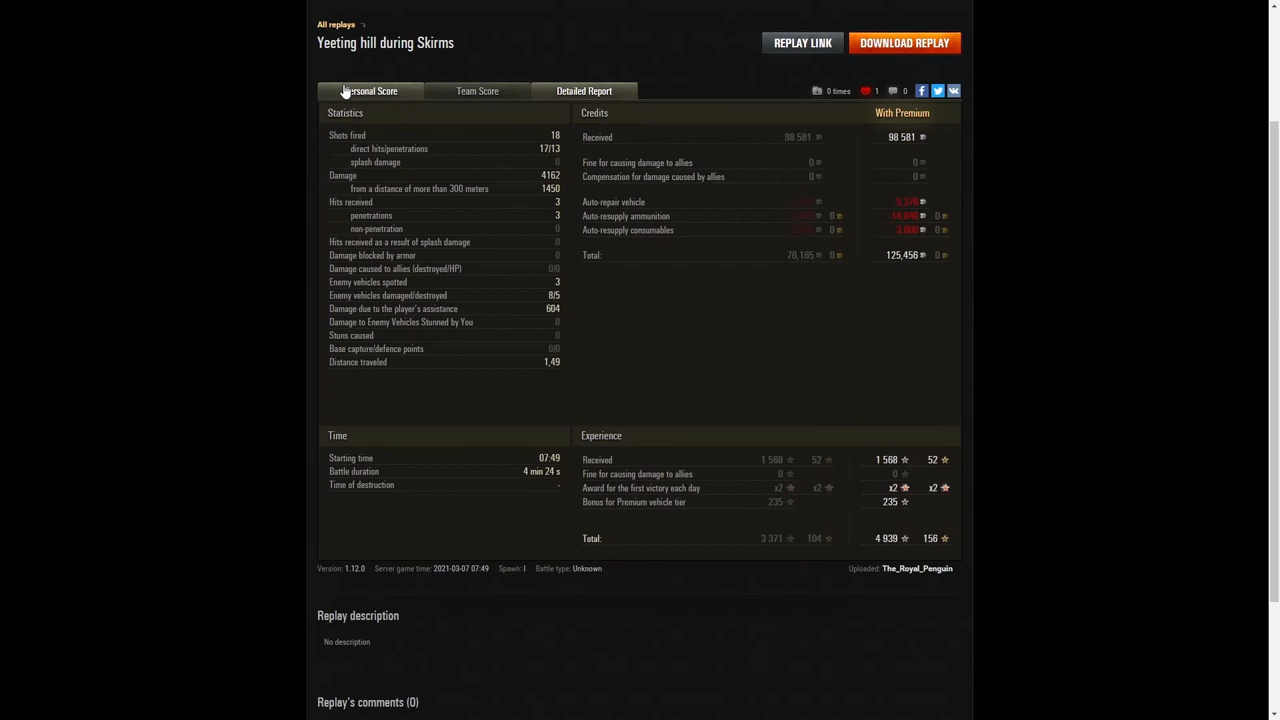 All replays
Yeeting hill during Skirms
REPLAY LINK
DOWNLOAD REPLAY
Personal Score
Team Score
Detailed Report
0 times 1 0
Statistics
Shots fired 18
direct hits/penetrations 17/13
splash damage 0
Damage 4162
from a distance of more than 300 meters 1450
Hits received 3
penetrations 3
non-penetration 0
Hits received as a result of splash damage 0
Damage blocked by armor 0
Damage caused to allies (destroyed/HP) 0/0
Enemy vehicles spotted 3
Enemy vehicles damaged/destroyed 8/5
Damage due to the player's assistance 604
Damage to Enemy Vehicles Stunned by You 0
Stuns caused 0
Base capture/defence points 0/0
Distance traveled 1,49
Credits With Premium
Received 98 581 98 581
Fine for causing damage to allies 0 0
Compensation for damage caused by allies 0 0
Auto-repair vehicle 5,376
Auto-resupply ammunition 0 14,040 0
Auto-resupply consumables 0 3,000 0
Total: 76,165 0 125,456 0
Time
Starting time 07:49
Battle duration 4 min 24 s
Time of destruction -
Experience
Received 1 568 52 1 568 52
Fine for causing damage to allies 0 0
Award for the first victory each day x2 x2 x2 x2
Bonus for Premium vehicle tier 235 235
Total: 3 371 104 4 939 156
Version: 1.12.0 Server game time: 2021-03-07 07:49 Spawn: I Battle type: Unknown Uploaded: The_Royal_Penguin
Replay description
No description
Replay's comments (0)